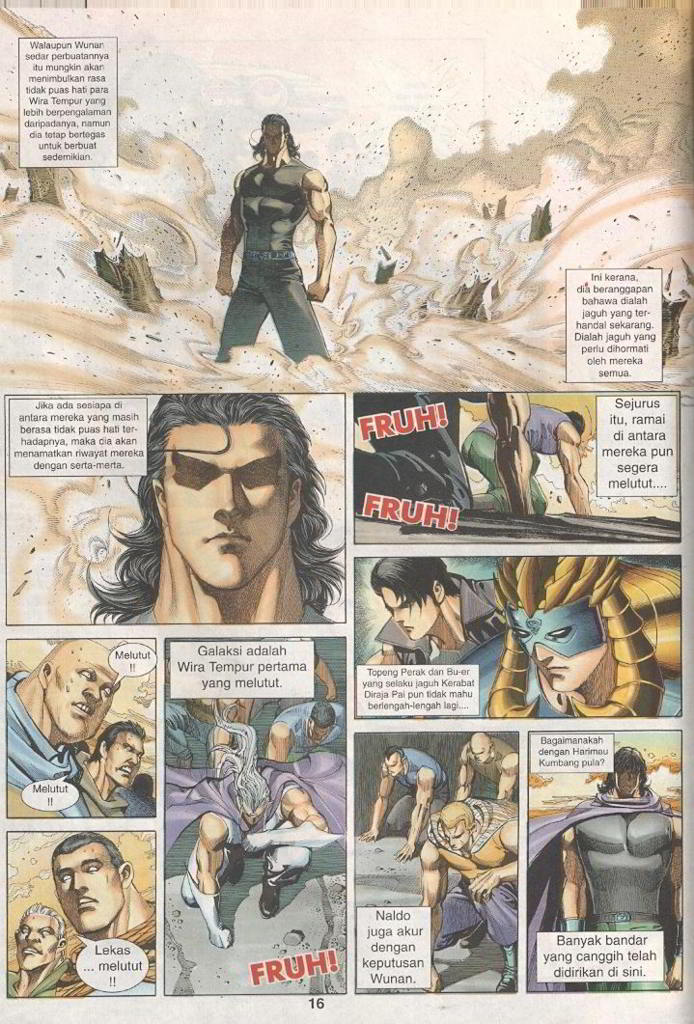 Walaupun Wunan
sedar perbuatannya
itu mungkin akan
menimbulkan rasa
tidak puas hati para
Wira Tempur yang
lebih berpengalaman
daripadanya, namun
dia tetap bertegas
untuk berbuat
sedemikian.
Ini kerana,
dia beranggapan
bahawa dialah
jaguh yang ter-
handal sekarang.
Dialah jaguh yang
perlu dihormati
oleh mereka
semua.
Jika ada sesiapa di
antara mereka yang masih
berasa tidak puas hati ter-
hadapnya, maka dia akan
menamatkan riwayat mereka
dengan serta-merta.
FRUH!
FRUH!
Sejurus
itu, ramai
di antara
mereka pun
segera
melutut....
Topeng Perak dan Bu-er
yang selaku jaguh Kerabat
Diraja Pai pun tidak mahu
berlengah-lengah lagi....
Melutut
!!
Melutut
!!
Lekas
... melutut
!!
Galaksi adalah
Wira Tempur pertama
yang melutut.
FRUH!
Naldo
juga akur
dengan
keputusan
Wunan.
Bagaimanakah
dengan Harimau
Kumbang pula?
Banyak bandar
yang canggih telah
didirikan di sini.
16